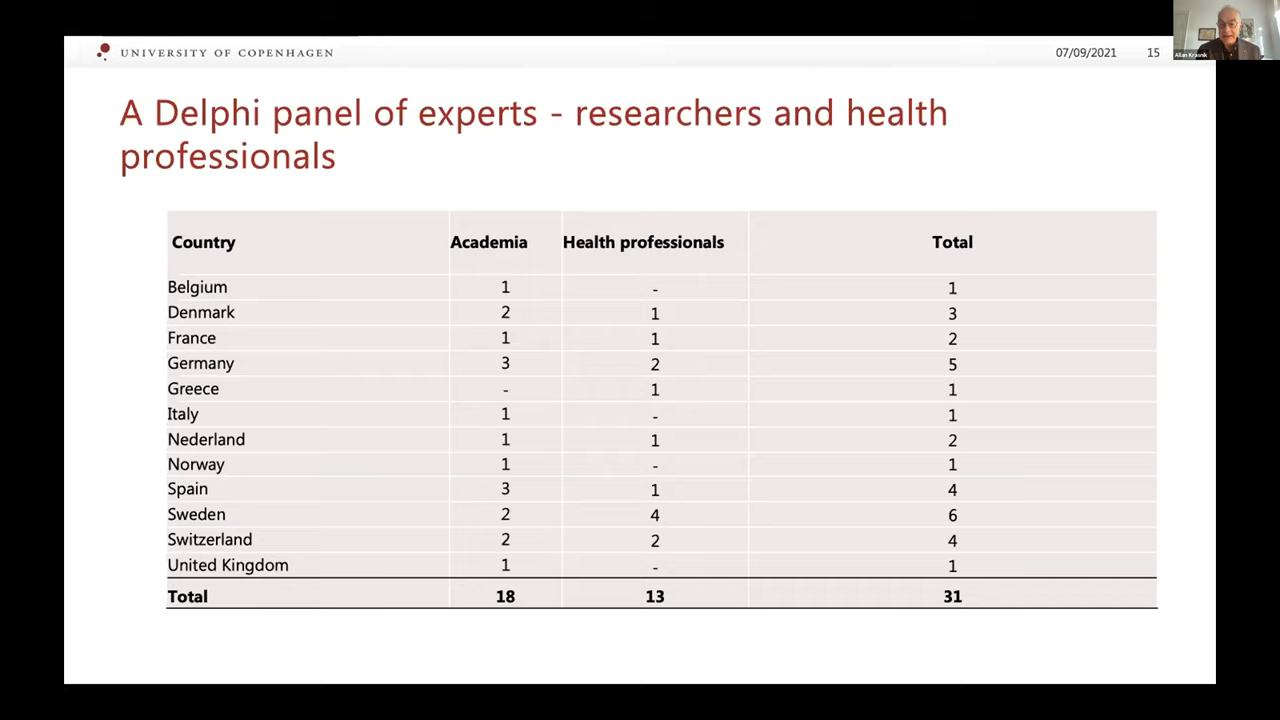 UNIVERSITY OF COPENHAGEN 07/09/2021 15
Allan Krasnik
A Delphi panel of experts - researchers and health
professionals
Country Academia Health professionals Total
Belgium 1 - 1
Denmark 2 1 3
France 1 1 2
Germany 3 2 5
Greece - 1 1
Italy 1 - 1
Nederland 1 1 2
Norway 1 - 1
Spain 3 1 4
Sweden 2 4 6
Switzerland 2 2 4
United Kingdom 1 - 1
Total 18 13 31